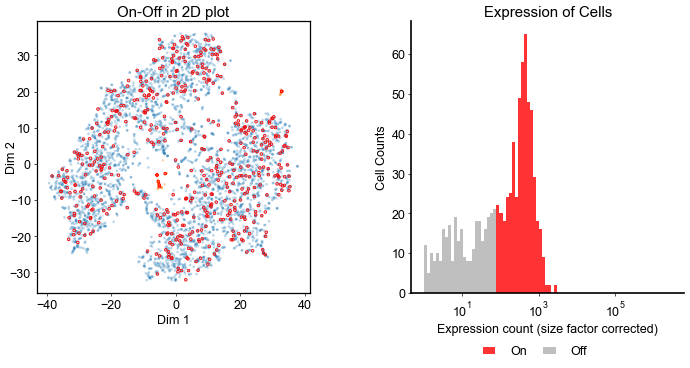 On-Off in 2D plot
Dim 2
30
20
10
0
−10
−20
−30
−40
−20
0
20
40
Dim 1
Expression of Cells
Cell Counts
60
50
40
30
20
10
0
10^1
10^3
10^5
Expression count (size factor corrected)
On
Off